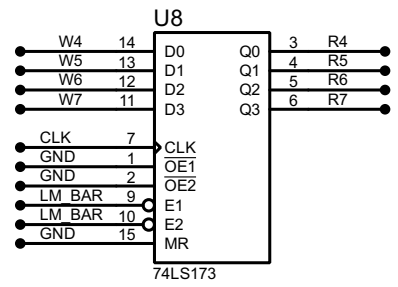 U8
W4 14 D0 Q0 3 R4
W5 13 D1 Q1 4 R5
W6 12 D2 Q2 5 R6
W7 11 D3 Q3 6 R7
CLK 7 CLK
GND 1 OE1
GND 2 OE2
LM_BAR 9 E1
LM_BAR 10 E2
GND 15 MR
74LS173